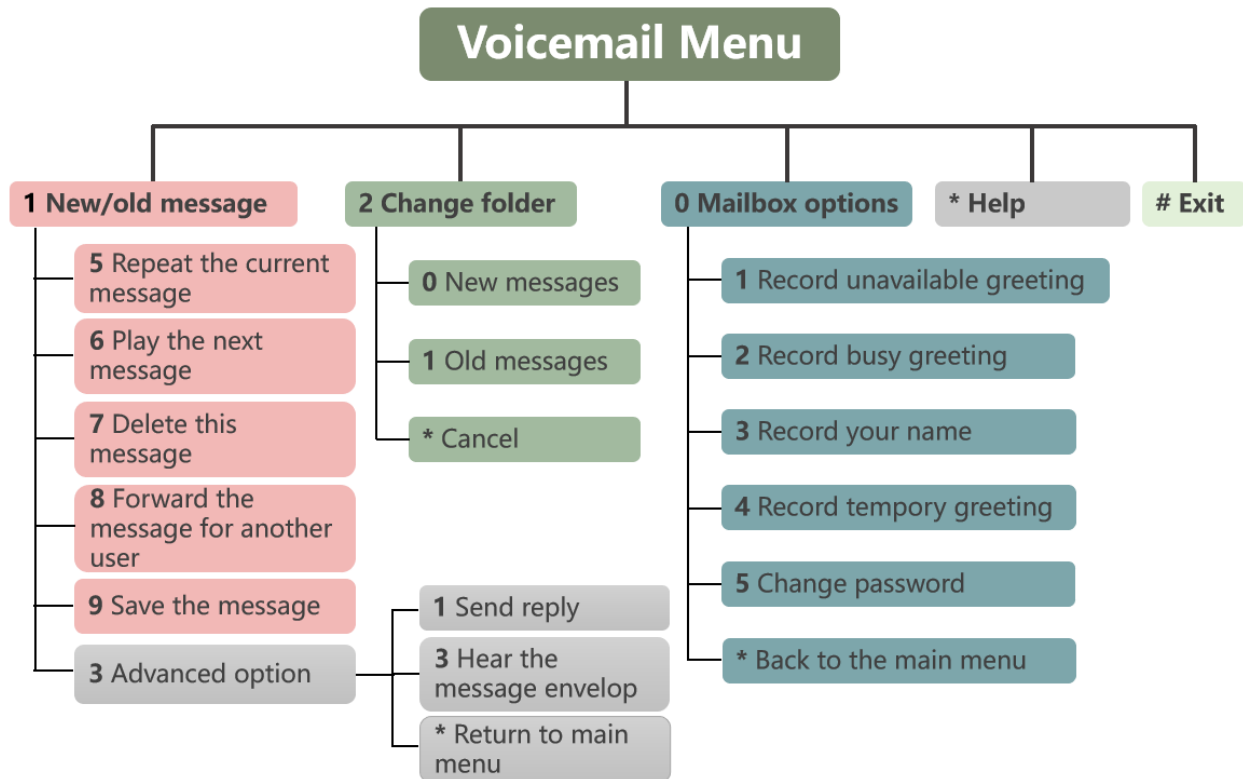 Voicemail Menu
1 New/old message
5 Repeat the current
message
6 Play the next
message
7 Delete this
message
8 Forward the
message for another
user
9 Save the message
3 Advanced option
1 Send reply
3 Hear the
message envelop
* Return to main
menu
2 Change folder
0 New messages
1 Old messages
* Cancel
0 Mailbox options
1 Record unavailable greeting
2 Record busy greeting
3 Record your name
4 Record tempory greeting
5 Change password
* Back to the main menu
* Help
# Exit